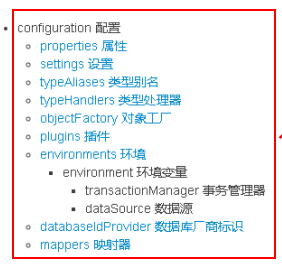 configuration 配置
properties 属性
settings 设置
typeAliases 类型别名
typeHandlers 类型处理器
objectFactory 对象工厂
plugins 插件
environments 环境
environment 环境变量
transactionManager 事务管理器
dataSource 数据源
databaseIdProvider 数据库厂商标识
mappers 映射器